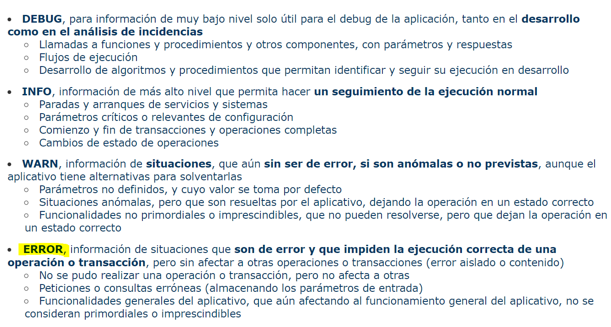 • DEBUG, para información de muy bajo nivel solo útil para el debug de la aplicación, tanto en el desarrollo
como en el análisis de incidencias
○ Llamadas a funciones y procedimientos y otros componentes, con parámetros y respuestas
○ Flujos de ejecución
○ Desarrollo de algoritmos y procedimientos que permitan identificar y seguir su ejecución en desarrollo
• INFO, información de más alto nivel que permita hacer un seguimiento de la ejecución normal
○ Paradas y arranques de servicios y sistemas
○ Parámetros críticos o relevantes de configuración
○ Comienzo y fin de transacciones y operaciones completas
○ Cambios de estado de operaciones
• WARN, información de situaciones, que aún sin ser de error, si son anómalas o no previstas, aunque el
aplicativo tiene alternativas para solventarlas
○ Parámetros no definidos, y cuyo valor se toma por defecto
○ Situaciones anómalas, pero que son resueltas por el aplicativo, dejando la operación en un estado correcto
○ Funcionalidades no primordiales o imprescindibles, que no pueden resolverse, pero que dejan la operación en
un estado correcto
• ERROR, información de situaciones que son de error y que impiden la ejecución correcta de una
operación o transacción, pero sin afectar a otras operaciones o transacciones (error aislado o contenido)
○ No se pudo realizar una operación o transacción, pero no afecta a otras
○ Peticiones o consultas erróneas (almacenando los parámetros de entrada)
○ Funcionalidades generales del aplicativo, que aún afectando al funcionamiento general del aplicativo, no se
consideran primordiales o imprescindibles